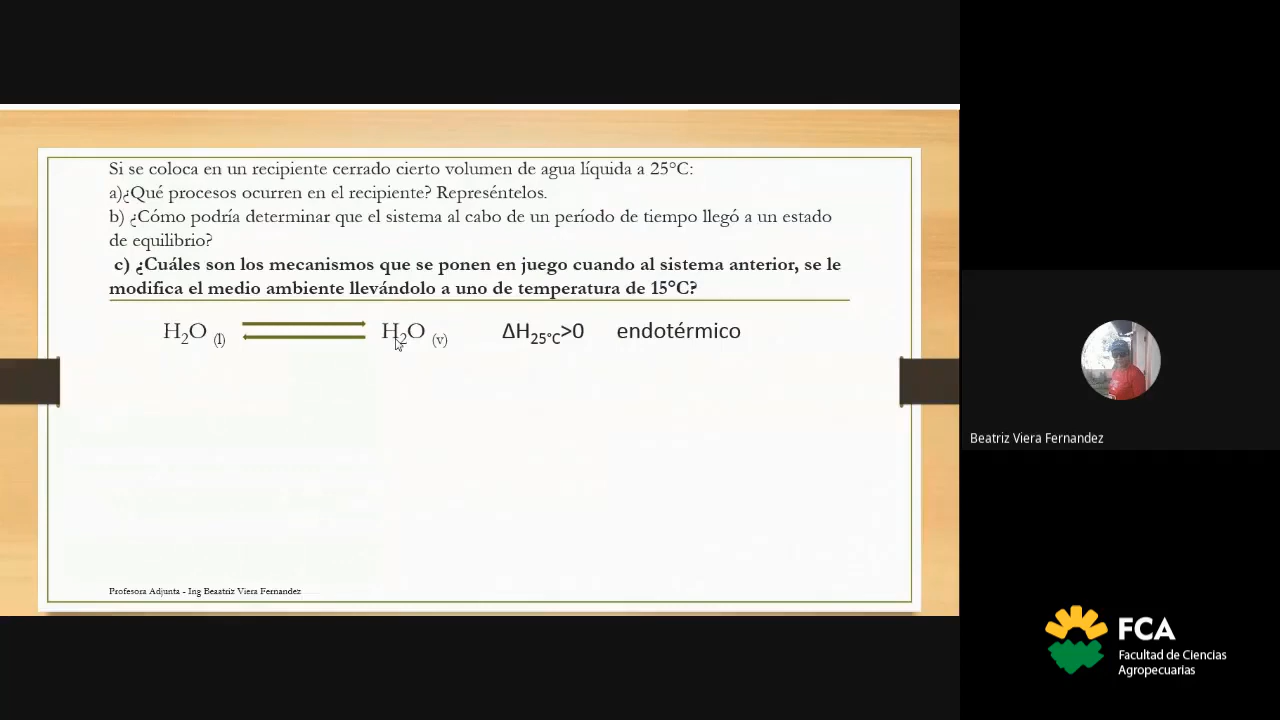 Si se coloca en un recipiente cerrado cierto volumen de agua líquida a 25°C:
a)¿Qué procesos ocurren en el recipiente? Represéntelos.
b) ¿Cómo podría determinar que el sistema al cabo de un período de tiempo llegó a un estado
de equilibrio?
c) ¿Cuáles son los mecanismos que se ponen en juego cuando al sistema anterior, se le
modifica el medio ambiente llevándolo a uno de temperatura de 15°C?
H₂O (l) H₂O (v) ΔH25°C>0 endotérmico
Profesora Adjunta - Ing Beaatriz Viera Fernandez
Beatriz Viera Fernandez
FCA
Facultad de Ciencias
Agropecuarias